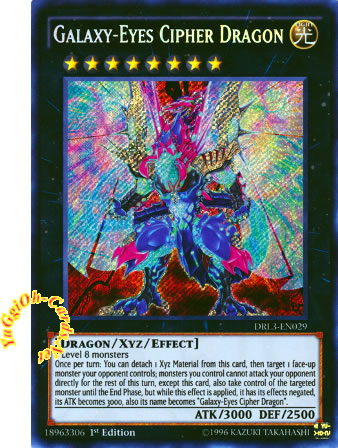 GALAXY-EYES CIPHER DRAGON
DRL3-EN029
[DRAGON/XYZ/EFFECT]
Level 8 monsters
Once per turn: You can detach 1 Xyz Material from this card, then target 1 face-up
monster your opponent controls; monsters you control cannot attack your opponent
directly for the rest of this turn, except this card, also take control of the targeted
monster until the End Phase, but while this effect is applied, it has its effects negated,
its ATK becomes 3000, also its name becomes "Galaxy-Eyes Cipher Dragon".
ATK/3000 DEF/2500
18963306 1st Edition
©1996 KAZUKI TAKAHASHI